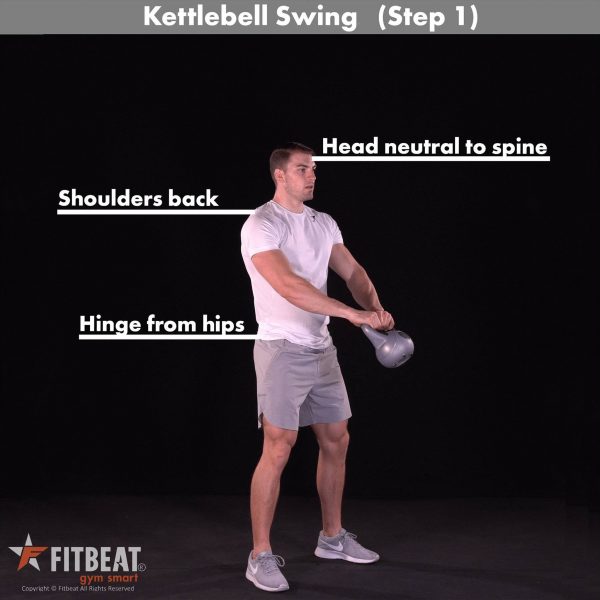 Kettlebell Swing (Step 1)
Head neutral to spine
Shoulders back
Hinge from hips
FITBEAT®
gym smart
Copyright © Fitbeat All Rights Reserved